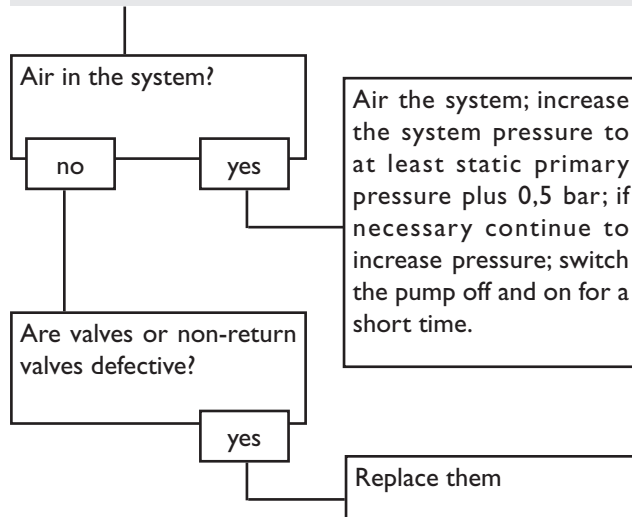 Air in the system?
no
yes
Air the system; increase
the system pressure to
at least static primary
pressure plus 0,5 bar; if
necessary continue to
increase pressure; switch
the pump off and on for a
short time.
Are valves or non-return
valves defective?
yes
Replace them